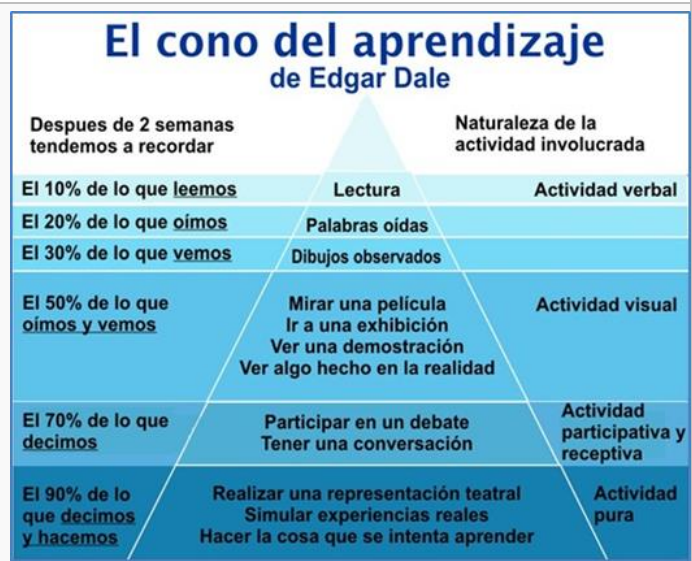 El cono del aprendizaje
de Edgar Dale
Despues de 2 semanas
tendemos a recordar
Naturaleza de la
actividad involucrada
El 10% de lo que leemos
Lectura
Actividad verbal
El 20% de lo que oímos
Palabras oídas
El 30% de lo que vemos
Dibujos observados
El 50% de lo que
oímos y vemos
Mirar una película
Ir a una exhibición
Ver una demostración
Ver algo hecho en la realidad
Actividad visual
El 70% de lo que
decimos
Participar en un debate
Tener una conversación
Actividad
participativa y
receptiva
El 90% de lo
que decimos
y hacemos
Realizar una representación teatral
Simular experiencias reales
Hacer la cosa que se intenta aprender
Actividad
pura